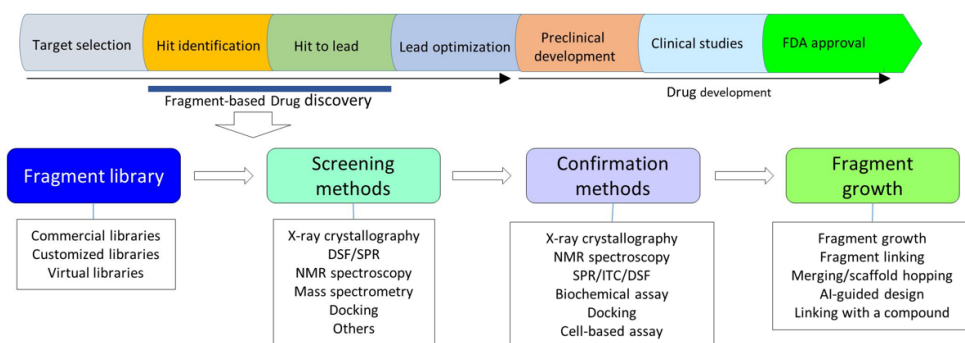 Target selection
Hit identification
Hit to lead
Lead optimization
Preclinical
development
Clinical studies
FDA approval
Fragment-based Drug discovery
Drug development
Fragment library
Screening
methods
Confirmation
methods
Fragment
growth
Commercial libraries
Customized libraries
Virtual libraries
X-ray crystallography
DSF/SPR
NMR spectroscopy
Mass spectrometry
Docking
Others
X-ray crystallography
NMR spectroscopy
SPR/ITC/DSF
Biochemical assay
Docking
Cell-based assay
Fragment growth
Fragment linking
Merging/scaffold hopping
AI-guided design
Linking with a compound